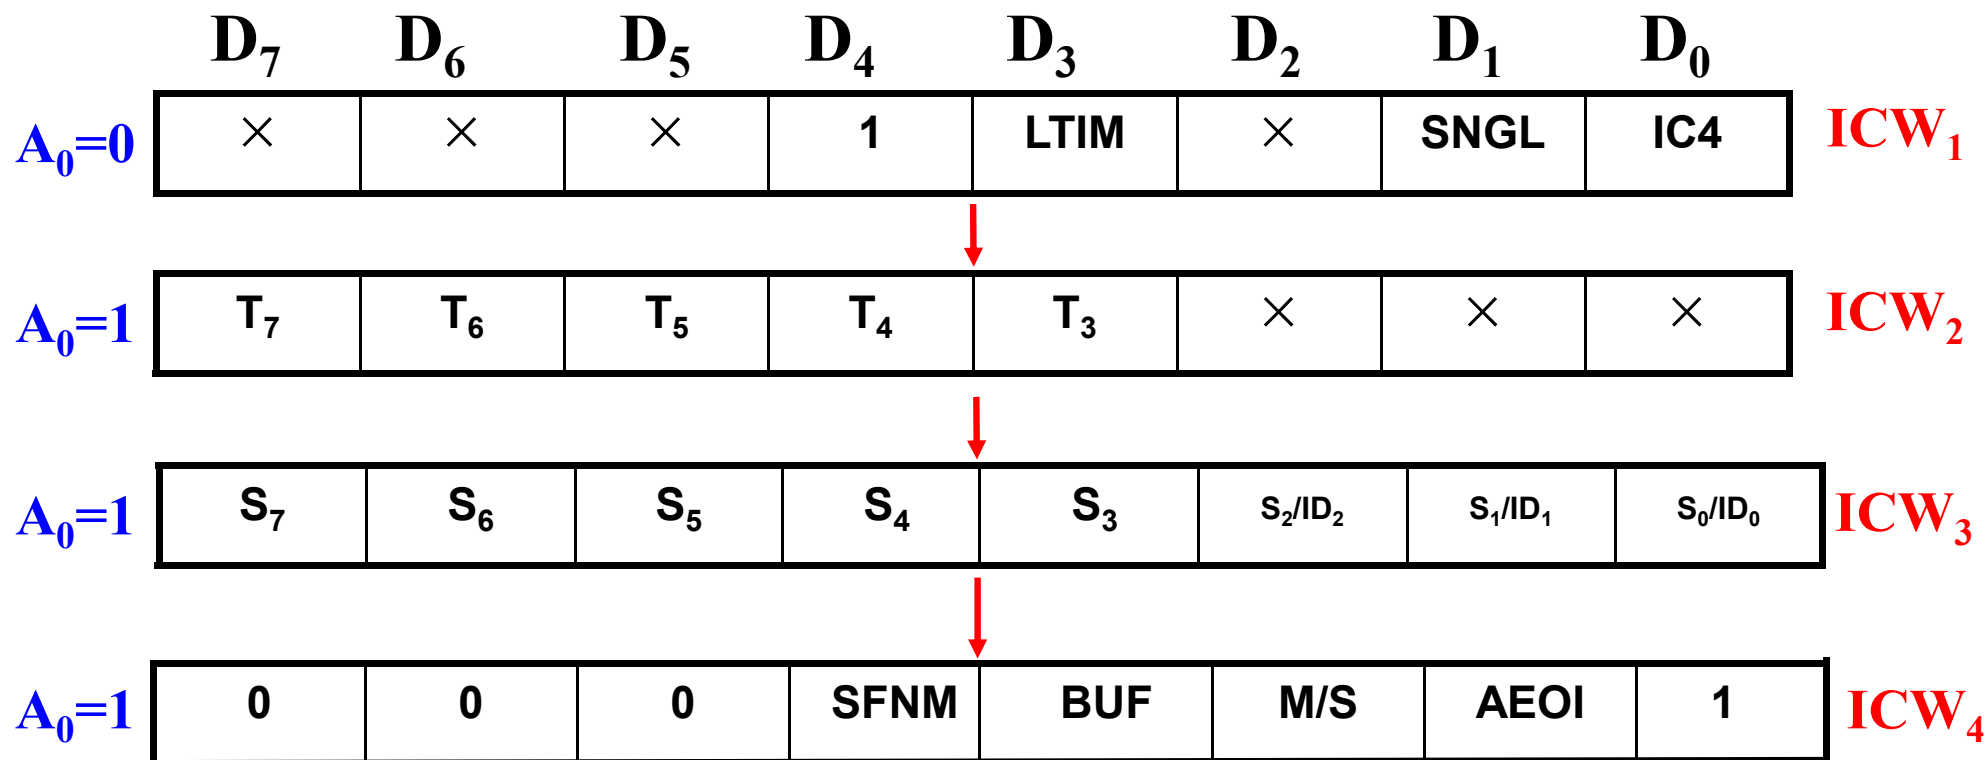 D₇ D₆ D₅ D₄ D₃ D₂ D₁ D₀
A₀=0 × × × 1 LTIM × SNGL IC4 ICW₁
A₀=1 T₇ T₆ T₅ T₄ T₃ × × × ICW₂
A₀=1 S₇ S₆ S₅ S₄ S₃ S₂/ID₂ S₁/ID₁ S₀/ID₀ ICW₃
A₀=1 0 0 0 SFNM BUF M/S AEOI 1 ICW₄